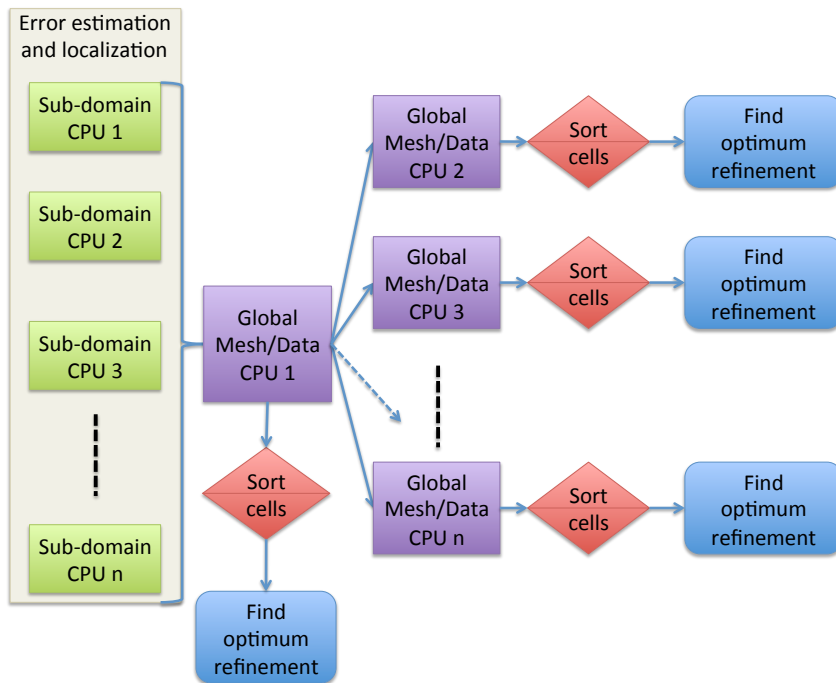 Error estimation
and localization
Sub-domain
CPU 1
Sub-domain
CPU 2
Sub-domain
CPU 3
Sub-domain
CPU n
Global
Mesh/Data
CPU 1
Sort
cells
Find
optimum
refinement
Global
Mesh/Data
CPU 2
Sort
cells
Find
optimum
refinement
Global
Mesh/Data
CPU 3
Sort
cells
Find
optimum
refinement
Global
Mesh/Data
CPU n
Sort
cells
Find
optimum
refinement